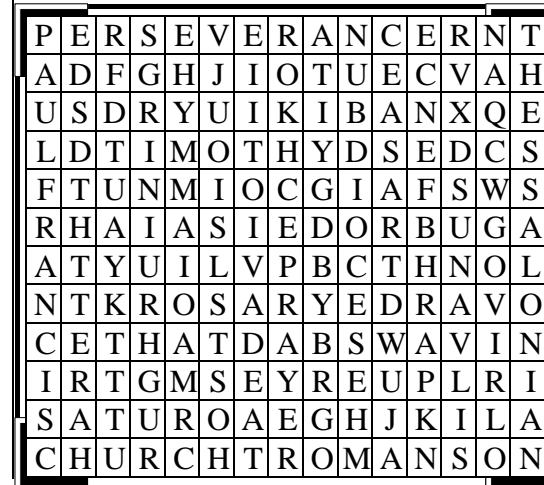 P E R S E V E R A N C E R N T
A D F G H J I O T U E C V A H
U S D R Y U I K I B A N X Q E
L D T I M O T H Y D S E D C S
F T U N M I O C G I A F S W S
R H A I A S I E D O R B U G A
A T Y U I L V P B C T H N O L
N T K R O S A R Y E D R A V O
C E T H A T D A B S W A V I N
I R T G M S E Y R E U P L R I
S A T U R O A E G H J K I L A
C H U R C H T R O M A N S O N